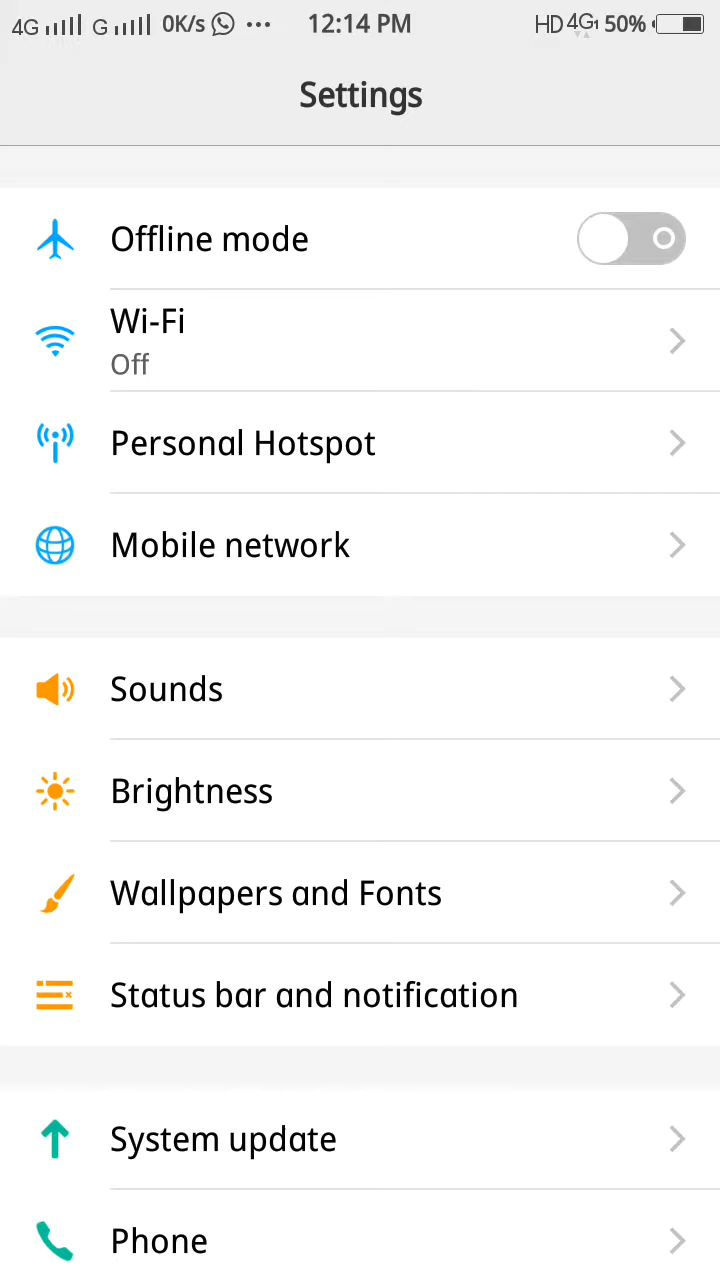 4G G 0K/s ... 12:14 PM HD 4G1 50%
Settings
Offline mode
Wi-Fi
Off
Personal Hotspot
Mobile network
Sounds
Brightness
Wallpapers and Fonts
Status bar and notification
System update
Phone